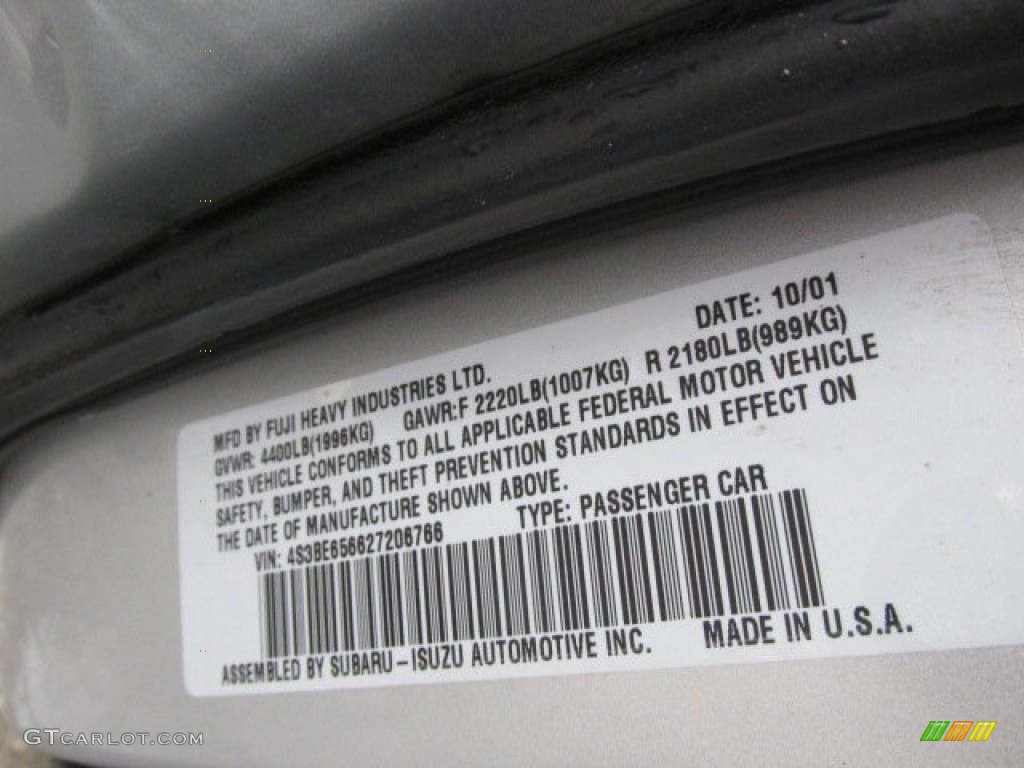 DATE: 10/01
MFD BY FUJI HEAVY INDUSTRIES LTD.
GVWR: 4400LB(1996KG) GAWR:F 2220LB(1007KG) R 2180LB(989KG)
THIS VEHICLE CONFORMS TO ALL APPLICABLE FEDERAL MOTOR VEHICLE
SAFETY, BUMPER, AND THEFT PREVENTION STANDARDS IN EFFECT ON
THE DATE OF MANUFACTURE SHOWN ABOVE.
VIN: 4S3BE656627206766 TYPE: PASSENGER CAR
ASSEMBLED BY SUBARU-ISUZU AUTOMOTIVE INC. MADE IN U.S.A.
GTCARLOT.COM